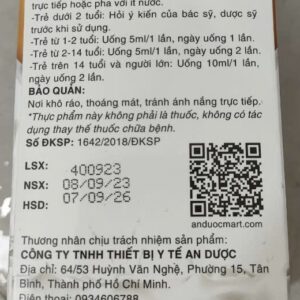 trực tiếp hoặc pha với ít nước.
-Trẻ dưới 2 tuổi: Hỏi ý kiến của bác sỹ, dược sỹ
trước khi sử dụng.
-Trẻ từ 1-2 tuổi: Uống 5ml/1 lần, ngày uống 1 lần.
-Trẻ từ 2-14 tuổi: Uống 5ml/1 lần, ngày uống 2 lần.
-Trẻ trên 14 tuổi và người lớn: Uống 10ml/1 lần,
ngày uống 2 lần.
BẢO QUẢN:
Nơi khô ráo, thoáng mát, tránh ánh nắng trực tiếp.
*Thực phẩm này không phải là thuốc, không có tác
dụng thay thế thuốc chữa bệnh.
Số ĐKSP: 1642/2018/ĐKSP
LSX: 400923
NSX: 08/09/23
HSD: 07/09/26
anduocmart.com
Thương nhân chịu trách nhiệm sản phẩm:
CÔNG TY TNHH THIẾT BỊ Y TẾ AN DƯỢC
Địa chỉ: 64/53 Huỳnh Văn Nghệ, Phường 15, Tân
Bình, Thành phố Hồ Chí Minh.
Điện thoại: 0934606788